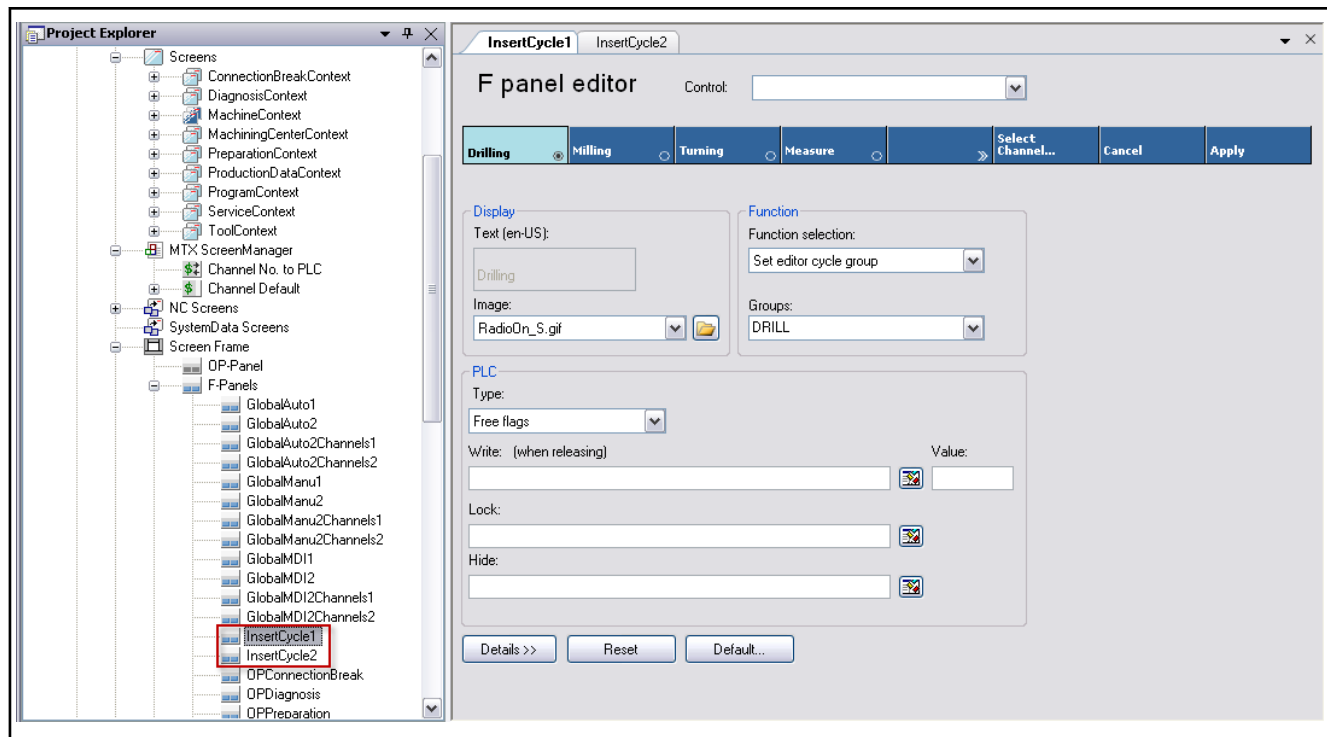 Project Explorer
Screens
ConnectionBreakContext
DiagnosisContext
MachineContext
MachiningCenterContext
PreparationContext
ProductionDataContext
ProgramContext
ServiceContext
ToolContext
MTX ScreenManager
Channel No. to PLC
Channel Default
NC Screens
SystemData Screens
Screen Frame
OP-Panel
F-Panels
GlobalAuto1
GlobalAuto2
GlobalAuto2Channels1
GlobalAuto2Channels2
GlobalManu1
GlobalManu2
GlobalManu2Channels1
GlobalManu2Channels2
GlobalMDI1
GlobalMDI2
GlobalMDI2Channels1
GlobalMDI2Channels2
InsertCycle1
InsertCycle2
OPConnectionBreak
OPDiagnosis
OPPreparation
InsertCycle1 InsertCycle2
F panel editor Control:
Drilling Milling Turning Measure Select Channel... Cancel Apply
Display
Text (en-US):
Drilling
Image:
RadioOn_S.gif
Function
Function selection:
Set editor cycle group
Groups:
DRILL
PLC
Type:
Free flags
Write: (when releasing) Value:
Lock:
Hide:
Details >> Reset Default...